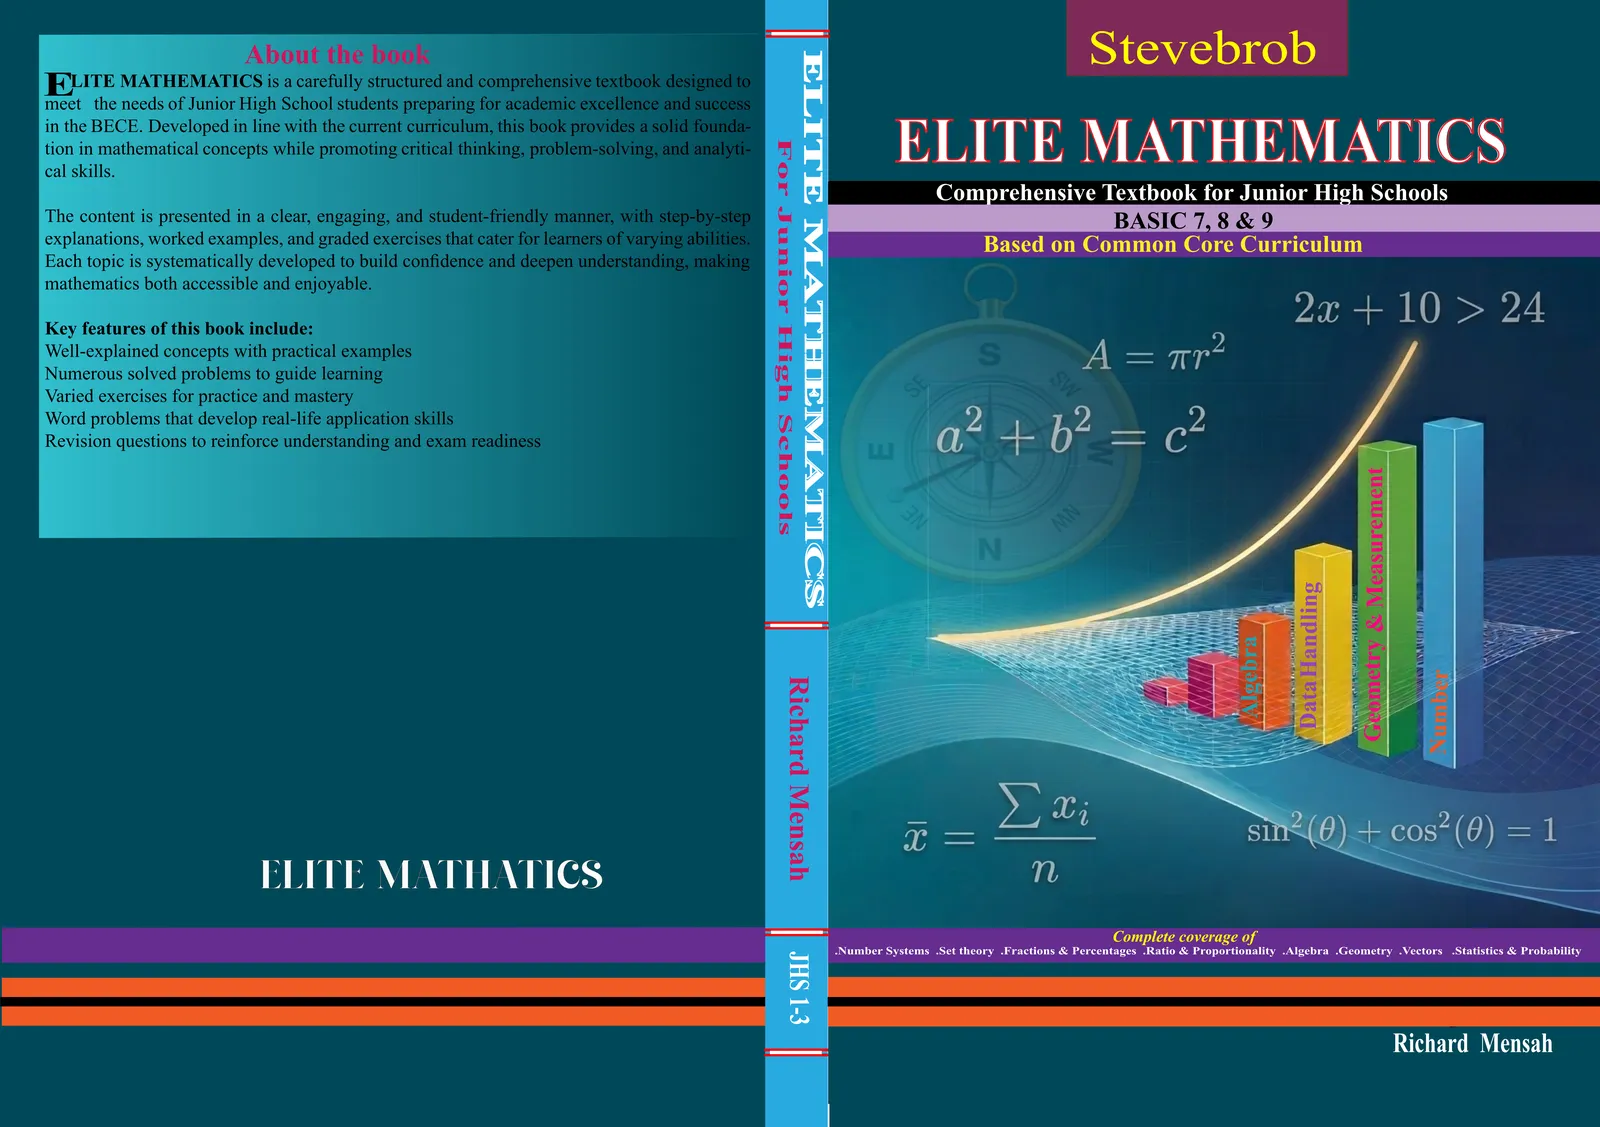 About the book
ELITE MATHEMATICS is a carefully structured and comprehensive textbook designed to
meet the needs of Junior High School students preparing for academic excellence and success
in the BECE. Developed in line with the current curriculum, this book provides a solid founda-
tion in mathematical concepts while promoting critical thinking, problem-solving, and analyti-
cal skills.
The content is presented in a clear, engaging, and student-friendly manner, with step-by-step
explanations, worked examples, and graded exercises that cater for learners of varying abilities.
Each topic is systematically developed to build confidence and deepen understanding, making
mathematics both accessible and enjoyable.
Key features of this book include:
Well-explained concepts with practical examples
Numerous solved problems to guide learning
Varied exercises for practice and mastery
Word problems that develop real-life application skills
Revision questions to reinforce understanding and exam readiness
ELITE MATHATICS
ELITE MATHEMATICS
For Junior High Schools
Richard Mensah
JHS 1-3
Stevebrob
ELITE MATHEMATICS
Comprehensive Textbook for Junior High Schools
BASIC 7, 8 & 9
Based on Common Core Curriculum
2x + 10 > 24
A = πr²
a² + b² = c²
S
SE
SW
E
W
NE
NW
N
Algebra
Data Handling
Geometry & Measurement
Number
x̄ = ∑ xᵢ / n
sin²(θ) + cos²(θ) = 1
Complete coverage of
.Number Systems .Set theory .Fractions & Percentages .Ratio & Proportionality .Algebra .Geometry .Vectors .Statistics & Probability
Richard Mensah